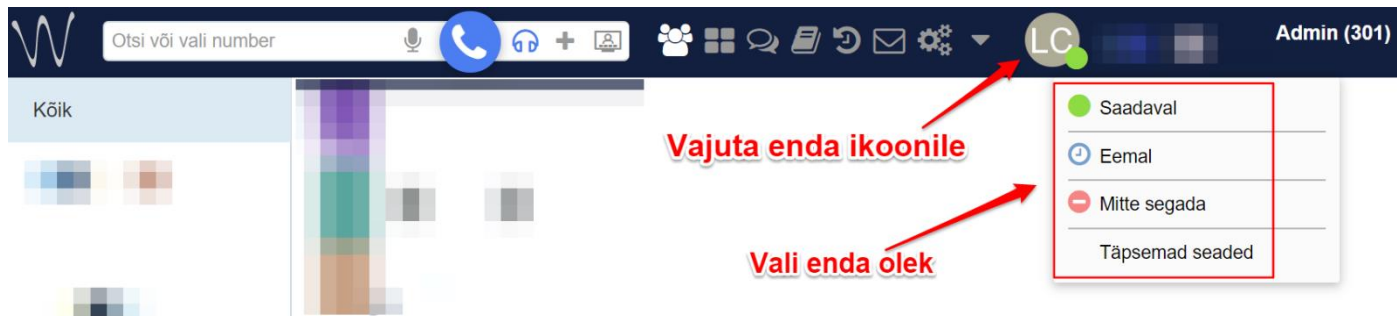 Otsi või vali number
LC
Admin (301)
Kõik
Saadaval
Vajuta enda ikoonile
Eemal
Mitte segada
Vali enda olek
Täpsemad seaded